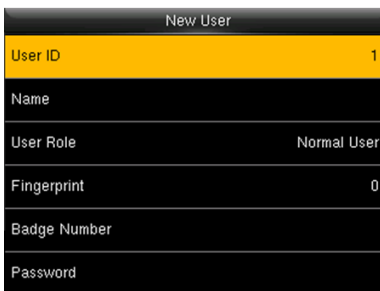 New User
User ID 1
Name
User Role Normal User
Fingerprint 0
Badge Number
Password